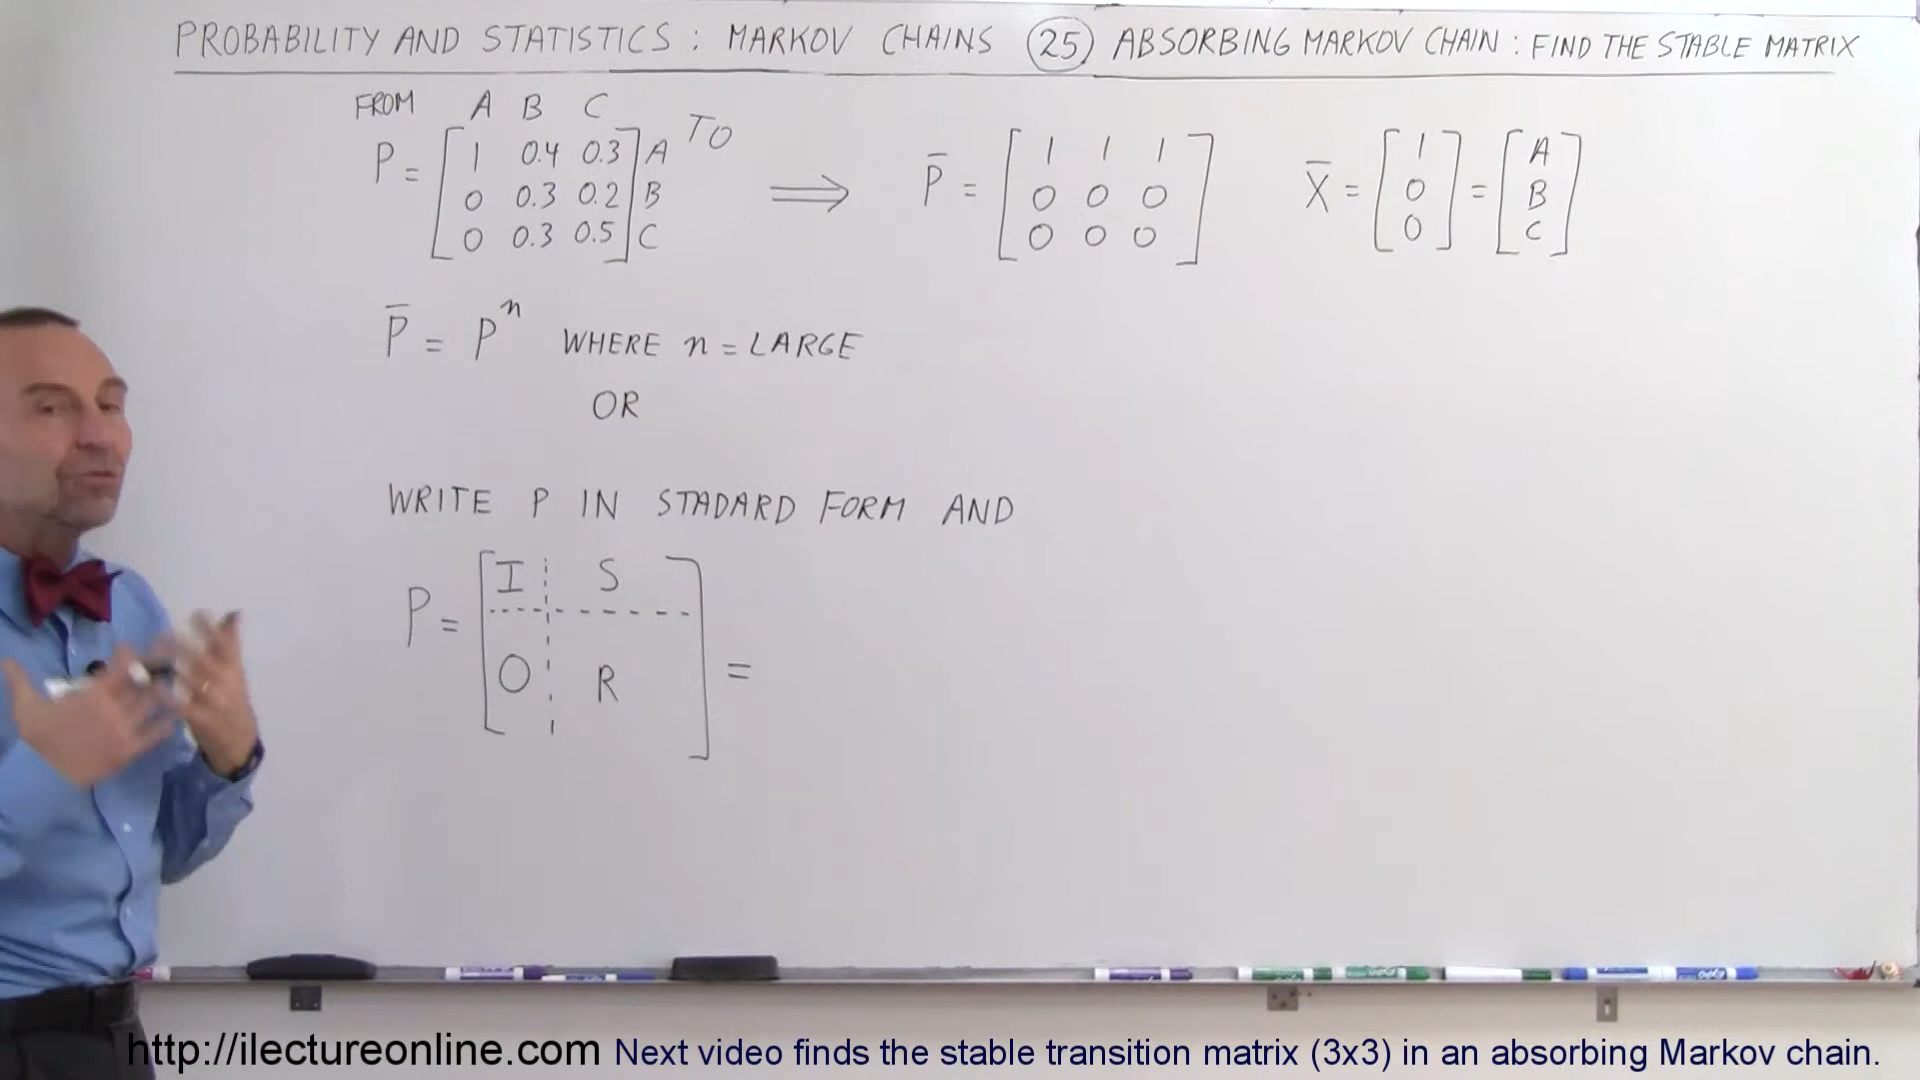 PROBABILITY AND STATISTICS : MARKOV CHAINS 25 ABSORBING MARKOV CHAIN : FIND THE STABLE MATRIX
FROM A B C TO
P = [ 1 0.4 0.3 ] A
[ 0 0.3 0.2 ] B
[ 0 0.3 0.5 ] C
⇒
P̄ = [ 1 1 1 ]
[ 0 0 0 ]
[ 0 0 0 ]
X̄ = [ 1 ] = [ A ]
[ 0 ] [ B ]
[ 0 ] [ C ]
P̄ = Pⁿ WHERE n = LARGE
OR
WRITE P IN STADARD FORM AND
P = [ I S ] =
[ O R ]
http://ilectureonline.com Next video finds the stable transition matrix (3x3) in an absorbing Markov chain.